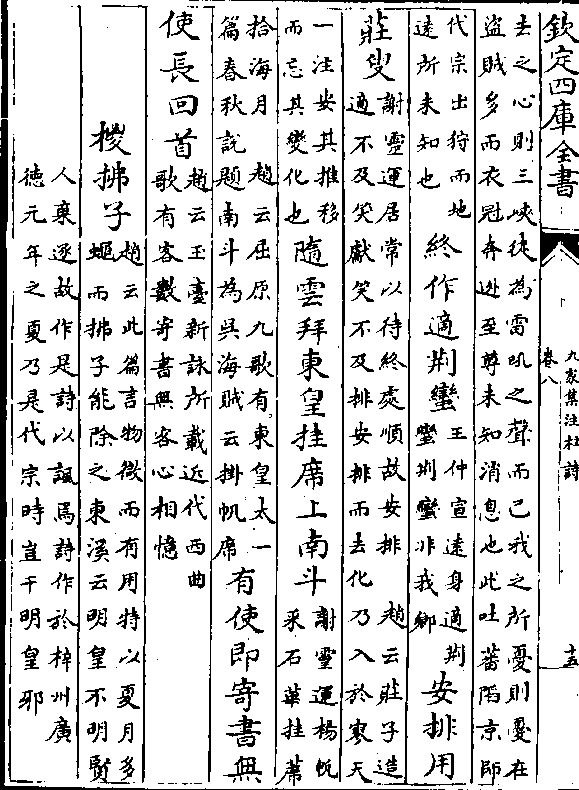 欽定四庫全書
卷八
九家集注杜詩
十五
去之心則三峽徒為雷吼之聲而已我之所憂則憂在
盜賊多而衣冠奔迸至尊未知消息也此吐蕃陷京師
代宗出狩而地
遠所未知也
終作適荊蠻
王仲宣遠身適荊
蠻荊蠻非我鄉
安排用
莊叟
謝靈運居常以待終處順故安排 趙云莊子造
適不及笑獻笑不及排安排而去化乃入於寥天
一注安其推移
而忘其變化也
隨雲拜東皇挂席上南斗
謝靈運楊帆
采石華挂蓆
拾海月 趙云屈原九歌有東皇太一
篇春秋說題南斗為吳海賊云掛帆席
有使即寄書無
使長回首
趙云玉臺新詠所載近代西曲
歌有客數寄書無客心相憶
椶拂子
趙云此篇言物微而有用特以夏月多
蠅而拂子能除之東溪云明皇不明賢
人棄逐故作是詩以諷焉詩作於梓州廣
德元年之夏乃是代宗時豈干明皇邪